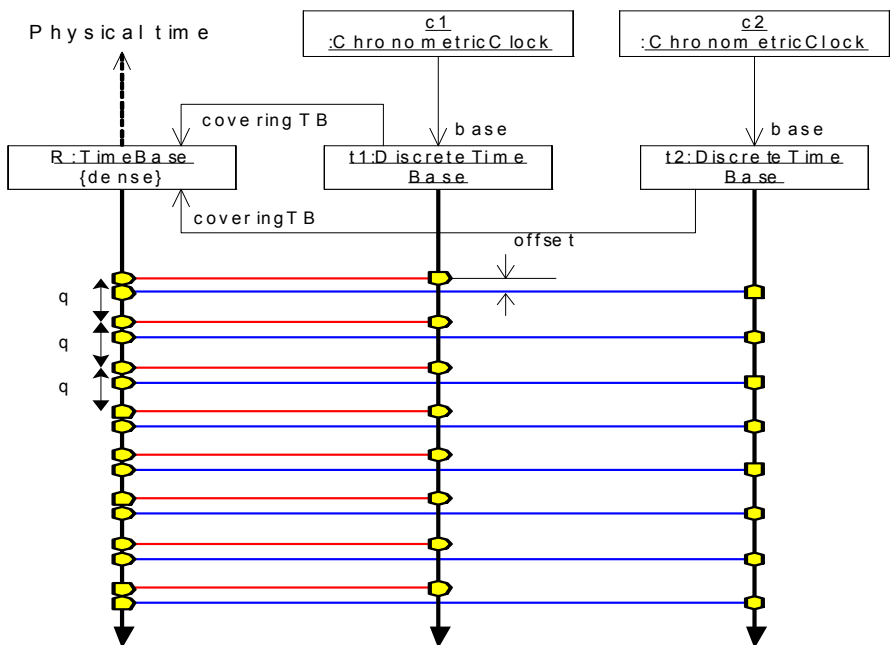 Physical time
c1
:ChronometricClock
c2
:ChronometricClock
coveringTB
base
base
R:TimeBase
{dense}
t1:DiscreteTime
Base
t2:DiscreteTime
Base
coveringTB
offset
q
q
q